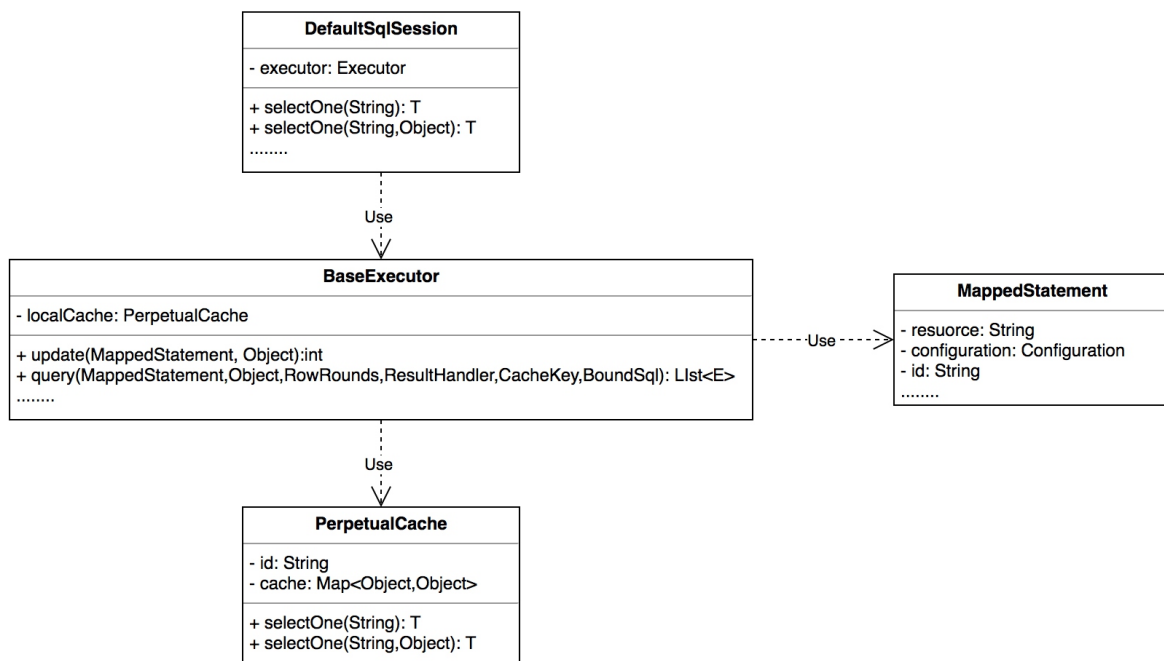 DefaultSqlSession
- executor: Executor
+ selectOne(String): T
+ selectOne(String,Object): T
........
Use
BaseExecutor
- localCache: PerpetualCache
+ update(MappedStatement, Object):int
+ query(MappedStatement,Object,RowRounds,ResultHandler,CacheKey,BoundSql): LIst<E>
........
Use
MappedStatement
- resuorce: String
- configuration: Configuration
- id: String
........
Use
PerpetualCache
- id: String
- cache: Map<Object,Object>
+ selectOne(String): T
+ selectOne(String,Object): T